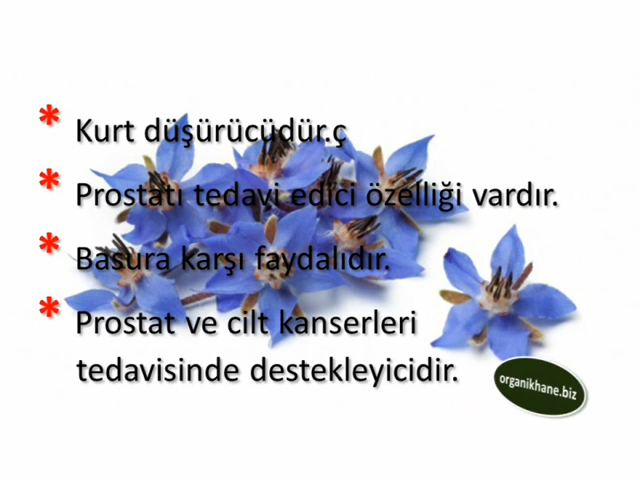 * Kurt düşürücüdür.ç
* Prostatı tedavi edici özelliği vardır.
* Basura karşı faydalıdır.
* Prostat ve cilt kanserleri
tedavisinde destekleyicidir.
organikhane.biz